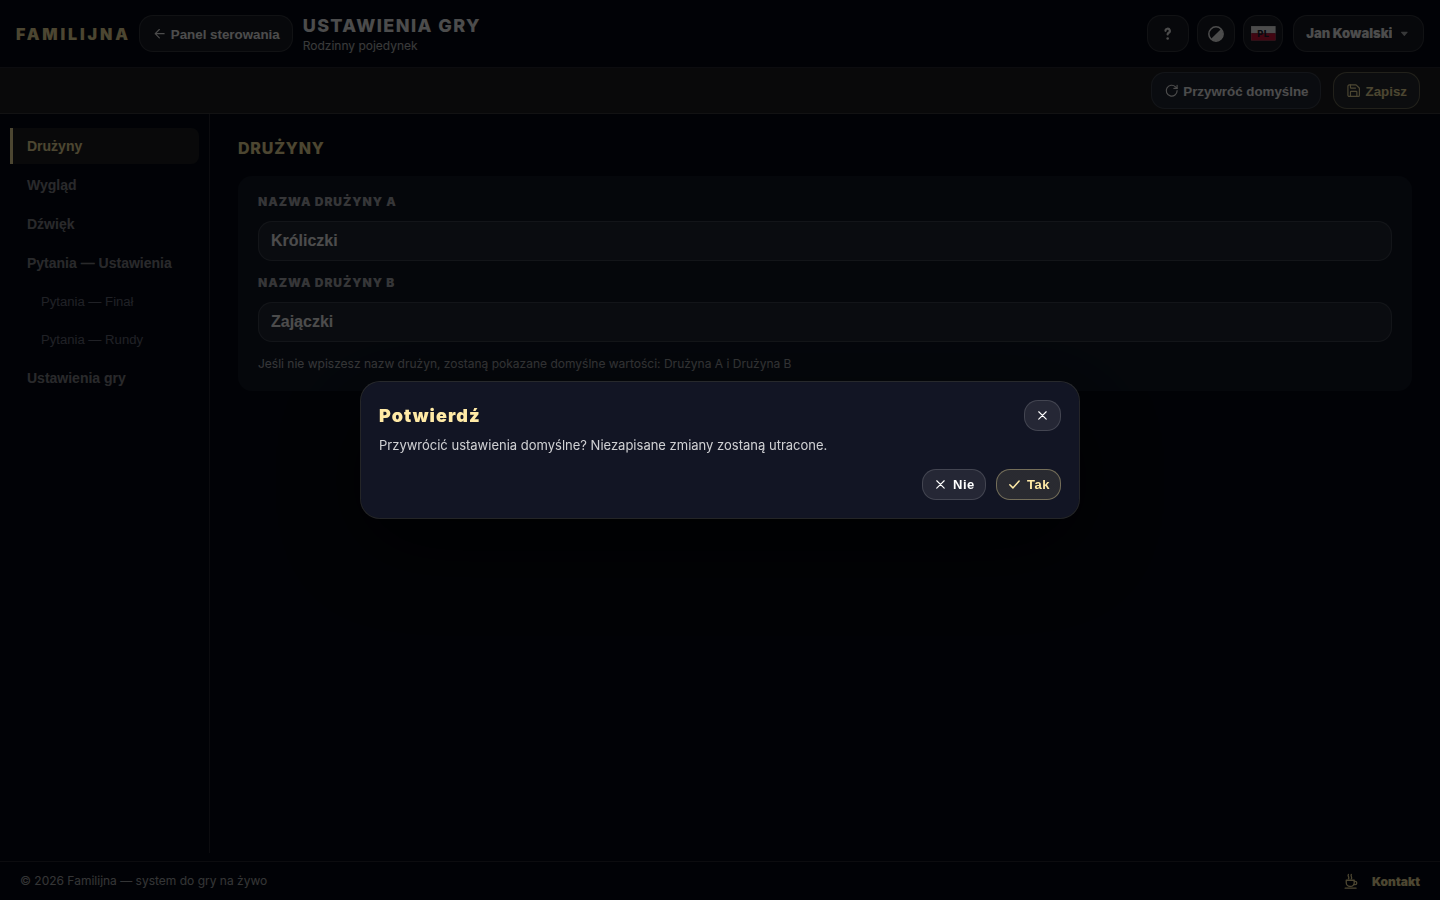 FAMILIJNA
Panel sterowania
USTAWIENIA GRY
Rodzinny pojedynek
?
PL
Jan Kowalski
Przywróć domyślne
Zapisz
Drużyny
Wygląd
Dźwięk
Pytania — Ustawienia
Pytania — Finał
Pytania — Rundy
Ustawienia gry
DRUŻYNY
NAZWA DRUŻYNY A
Króliczki
NAZWA DRUŻYNY B
Zajączki
Jeśli nie wpiszesz nazw drużyn, zostaną pokazane domyślne wartości: Drużyna A i Drużyna B
Potwierdź
Przywrócić ustawienia domyślne? Niezapisane zmiany zostaną utracone.
Nie
Tak
© 2026 Familijna — system do gry na żywo
Kontakt